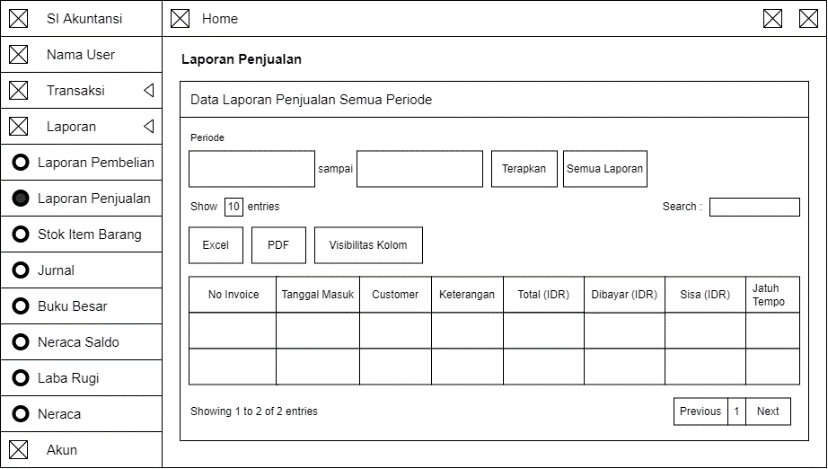 SI Akuntansi
Home
Nama User
Transaksi
Laporan
Laporan Pembelian
Laporan Penjualan
Stok Item Barang
Jurnal
Buku Besar
Neraca Saldo
Laba Rugi
Neraca
Akun
Laporan Penjualan
Data Laporan Penjualan Semua Periode
Periode
sampai
Terapkan
Semua Laporan
Show 10 entries
Search :
Excel
PDF
Visibilitas Kolom
No Invoice
Tanggal Masuk
Customer
Keterangan
Total (IDR)
Dibayar (IDR)
Sisa (IDR)
Jatuh
Tempo
Showing 1 to 2 of 2 entries
Previous 1 Next